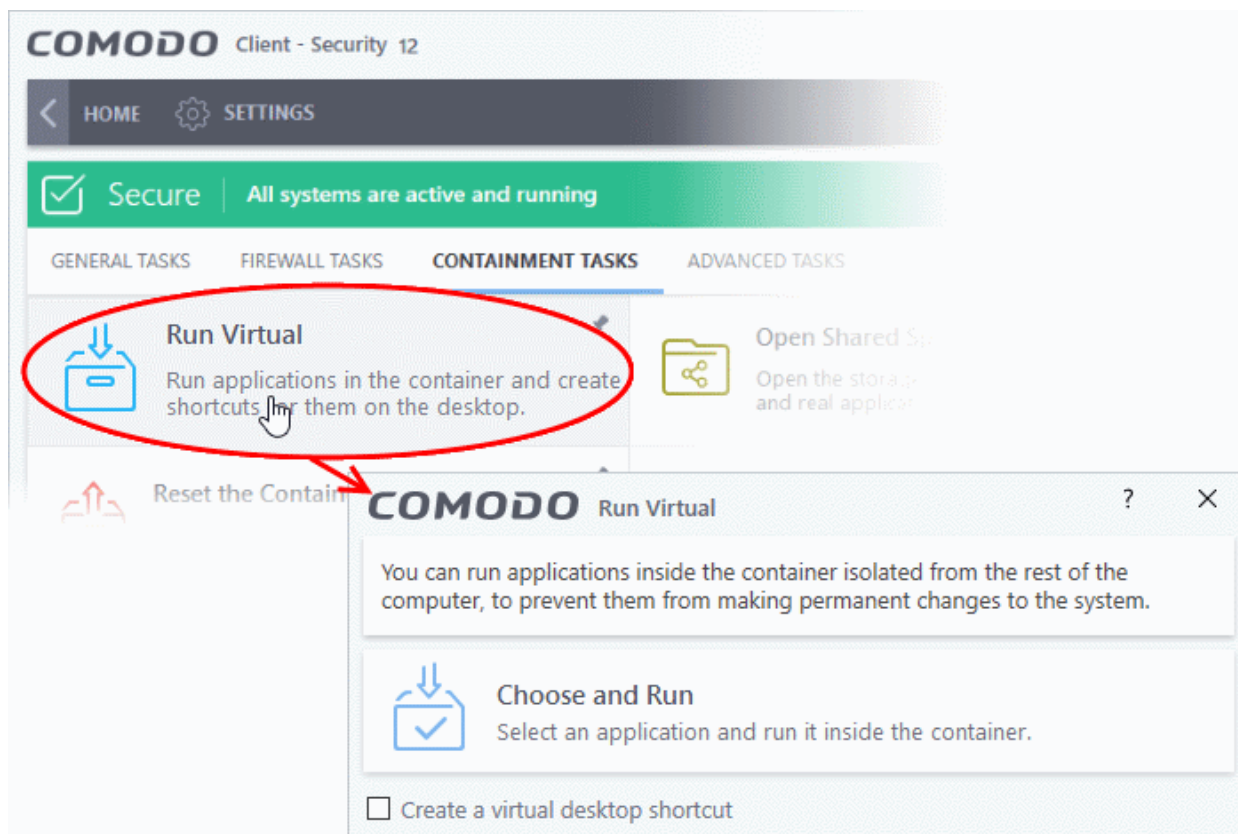 COMODO Client - Security 12
HOME SETTINGS
Secure All systems are active and running
GENERAL TASKS FIREWALL TASKS CONTAINMENT TASKS ADVANCED TASKS
Run Virtual
Run applications in the container and create
shortcuts for them on the desktop.
Open Shared
Open the
and real
Reset the
COMODO Run Virtual ?
You can run applications inside the container isolated from the rest of the
computer, to prevent them from making permanent changes to the system.
Choose and Run
Select an application and run it inside the container.
Create a virtual desktop shortcut